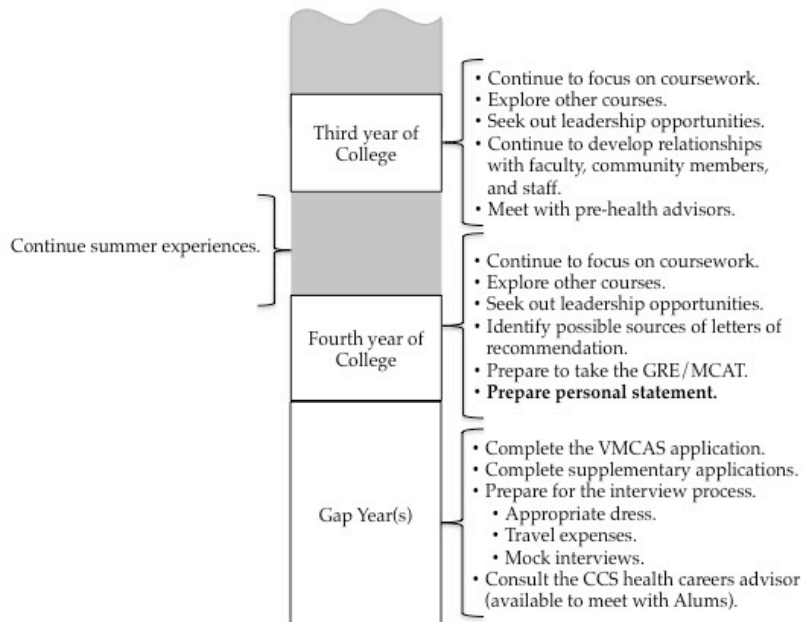 • Continue to focus on coursework.
• Explore other courses.
• Seek out leadership opportunities.
• Continue to develop relationships
with faculty, community members,
and staff.
• Meet with pre-health advisors.
Third year of
College
Continue summer experiences.
• Continue to focus on coursework.
• Explore other courses.
• Seek out leadership opportunities.
• Identify possible sources of letters of
recommendation.
• Prepare to take the GRE/MCAT.
• Prepare personal statement.
Fourth year of
College
• Complete the VMCAS application.
• Complete supplementary applications.
• Prepare for the interview process.
• Appropriate dress.
• Travel expenses.
• Mock interviews.
• Consult the CCS health careers advisor
(available to meet with Alums).
Gap Year(s)